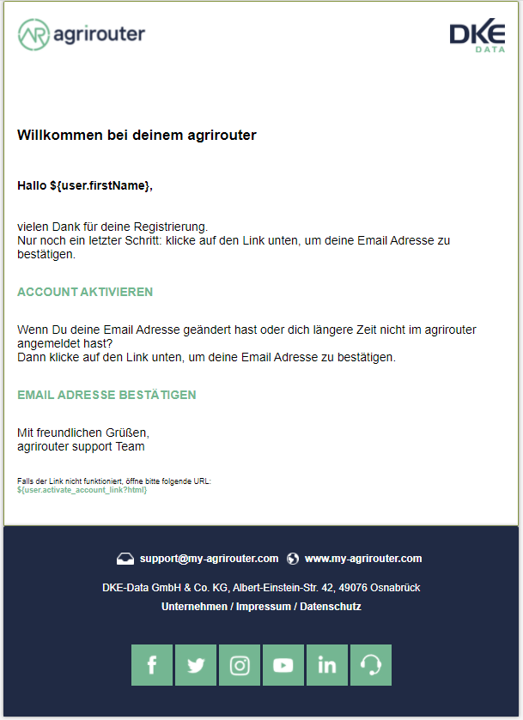 AR agrirouter
DKE
DATA
Willkommen bei deinem agrirouter
Hallo ${user.firstName},
vielen Dank für deine Registrierung.
Nur noch ein letzter Schritt: klicke auf den Link unten, um deine Email Adresse zu
bestätigen.
ACCOUNT AKTIVIEREN
Wenn Du deine Email Adresse geändert hast oder dich längere Zeit nicht im agrirouter
angemeldet hast?
Dann klicke auf den Link unten, um deine Email Adresse zu bestätigen.
EMAIL ADRESSE BESTÄTIGEN
Mit freundlichen Grüßen,
agrirouter support Team
Falls der Link nicht funktioniert, öffne bitte folgende URL:
${user.activate_account_link?html}
support@my-agrirouter.com www.my-agrirouter.com
DKE-Data GmbH & Co. KG, Albert-Einstein-Str. 42, 49076 Osnabrück
Unternehmen / Impressum / Datenschutz